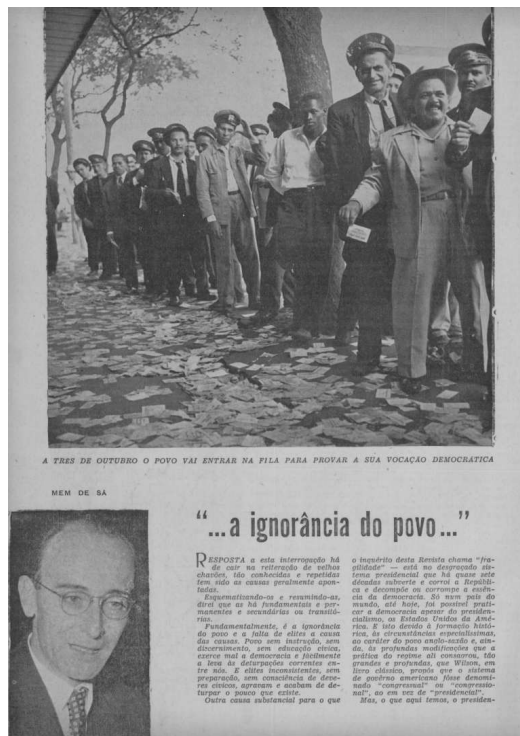 A TRES DE OUTUBRO O POVO VAI ENTRAR NA FILA PARA PROVAR A SUA VOCAÇÃO DEMOCRÁTICA
MEM DE SÁ
“...a ignorância do povo...”
RESPOSTA a esta interrogação há
de cair na reiteração de velhos
chavões, tão conhecidas e repetidas
tem sido as causas geralmente apon-
tadas.
Esquematizando-os e resumindo-as,
direi que as há fundamentais e per-
manentes e secundárias ou transitó-
rias.
Fundamentalmente, é a ignorância
do povo e a falta de elites a causa
das causas. Povo sem instrução, sem
discernimento, sem educação cívica,
exerce mal a democracia e fàcilmente
a leva às deturpações correntes en-
tre nós. E elites inconsistentes, sem
preparação, sem consciência de deve-
res cívicos, agravam e acabam de de-
turpar o pouco que existe.
Outra causa substancial para o que
o inquérito desta Revista chama “fra-
gilidade” — está no desgraçado sis-
tema presidencial que há quase sete
décadas subverte e corrói a Repúbli-
ca e decompõe ou corrompe a essên-
cia da democracia. Só num país do
mundo, até hoje, foi possível prati-
car a democracia apesar do presiden-
cialismo, os Estados Unidos da Amé-
rica. E isto devido à formação histó-
rica, às circunstâncias especialíssimas,
ao caráter do povo anglo-saxão e, ain-
da, às profundas modificações que a
prática do regime ali consarou, tão
grandes e profundas, que Wilson, em
livro clássico, propôs que o sistema
de govêrno americano fôsse denomi-
nado “congressual” ou “congressio-
nal”, ao em vez de “presidencial”.
Mas, o que aqui temos, o presiden-